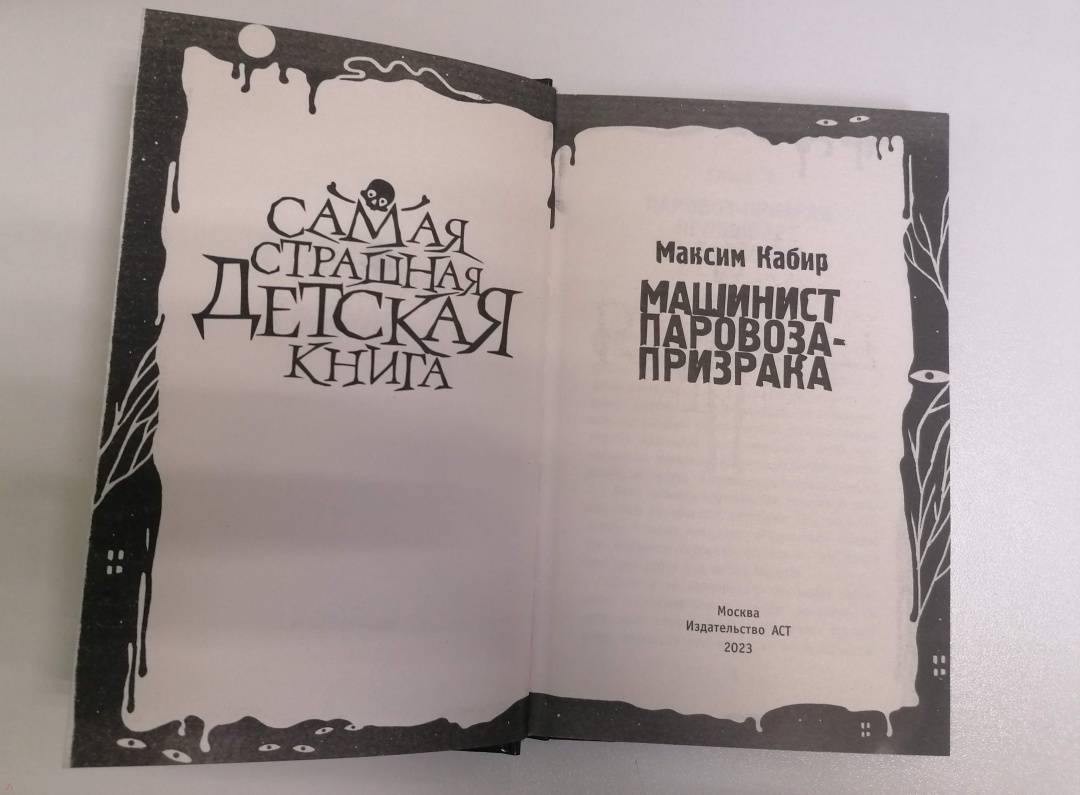 САМАЯ
СТРАШНАЯ
ДЕТСКАЯ
КНИГА
Максим Кабир
МАШИНИСТ
ПАРОВОЗА-
ПРИЗРАКА
Москва
Издательство АСТ
2023